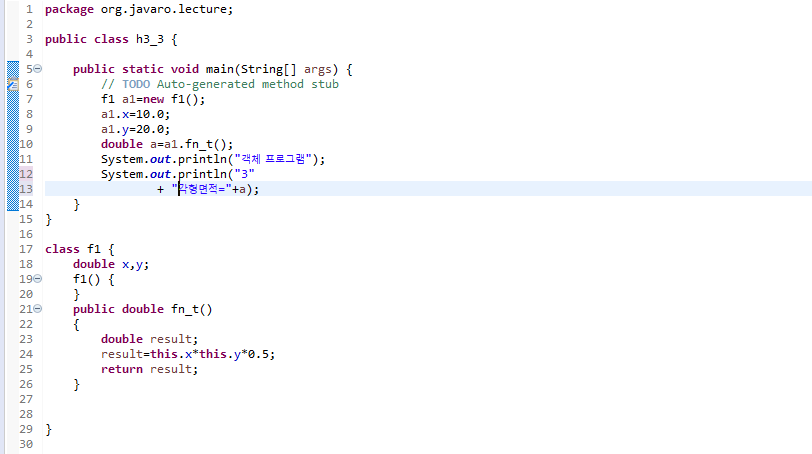 1 package org.javaro.lecture;
2
3 public class h3_3 {
4
5 public static void main(String[] args) {
6 // TODO Auto-generated method stub
7 f1 a1=new f1();
8 a1.x=10.0;
9 a1.y=20.0;
10 double a=a1.fn_t();
11 System.out.println("객체 프로그램");
12 System.out.println("3"
13 + "각형면적="+a);
14 }
15 }
16
17 class f1 {
18 double x,y;
19 f1() {
20 }
21 public double fn_t()
22 {
23 double result;
24 result=this.x*this.y*0.5;
25 return result;
26 }
27
28
29 }
30